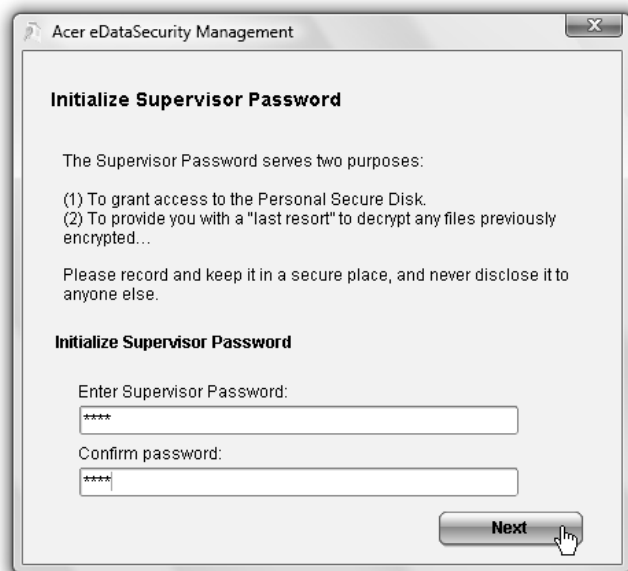 Acer eDataSecurity Management
Initialize Supervisor Password
The Supervisor Password serves two purposes:
(1) To grant access to the Personal Secure Disk.
(2) To provide you with a "last resort" to decrypt any files previously
encrypted...
Please record and keep it in a secure place, and never disclose it to
anyone else.
Initialize Supervisor Password
Enter Supervisor Password:
****
Confirm password:
****
Next